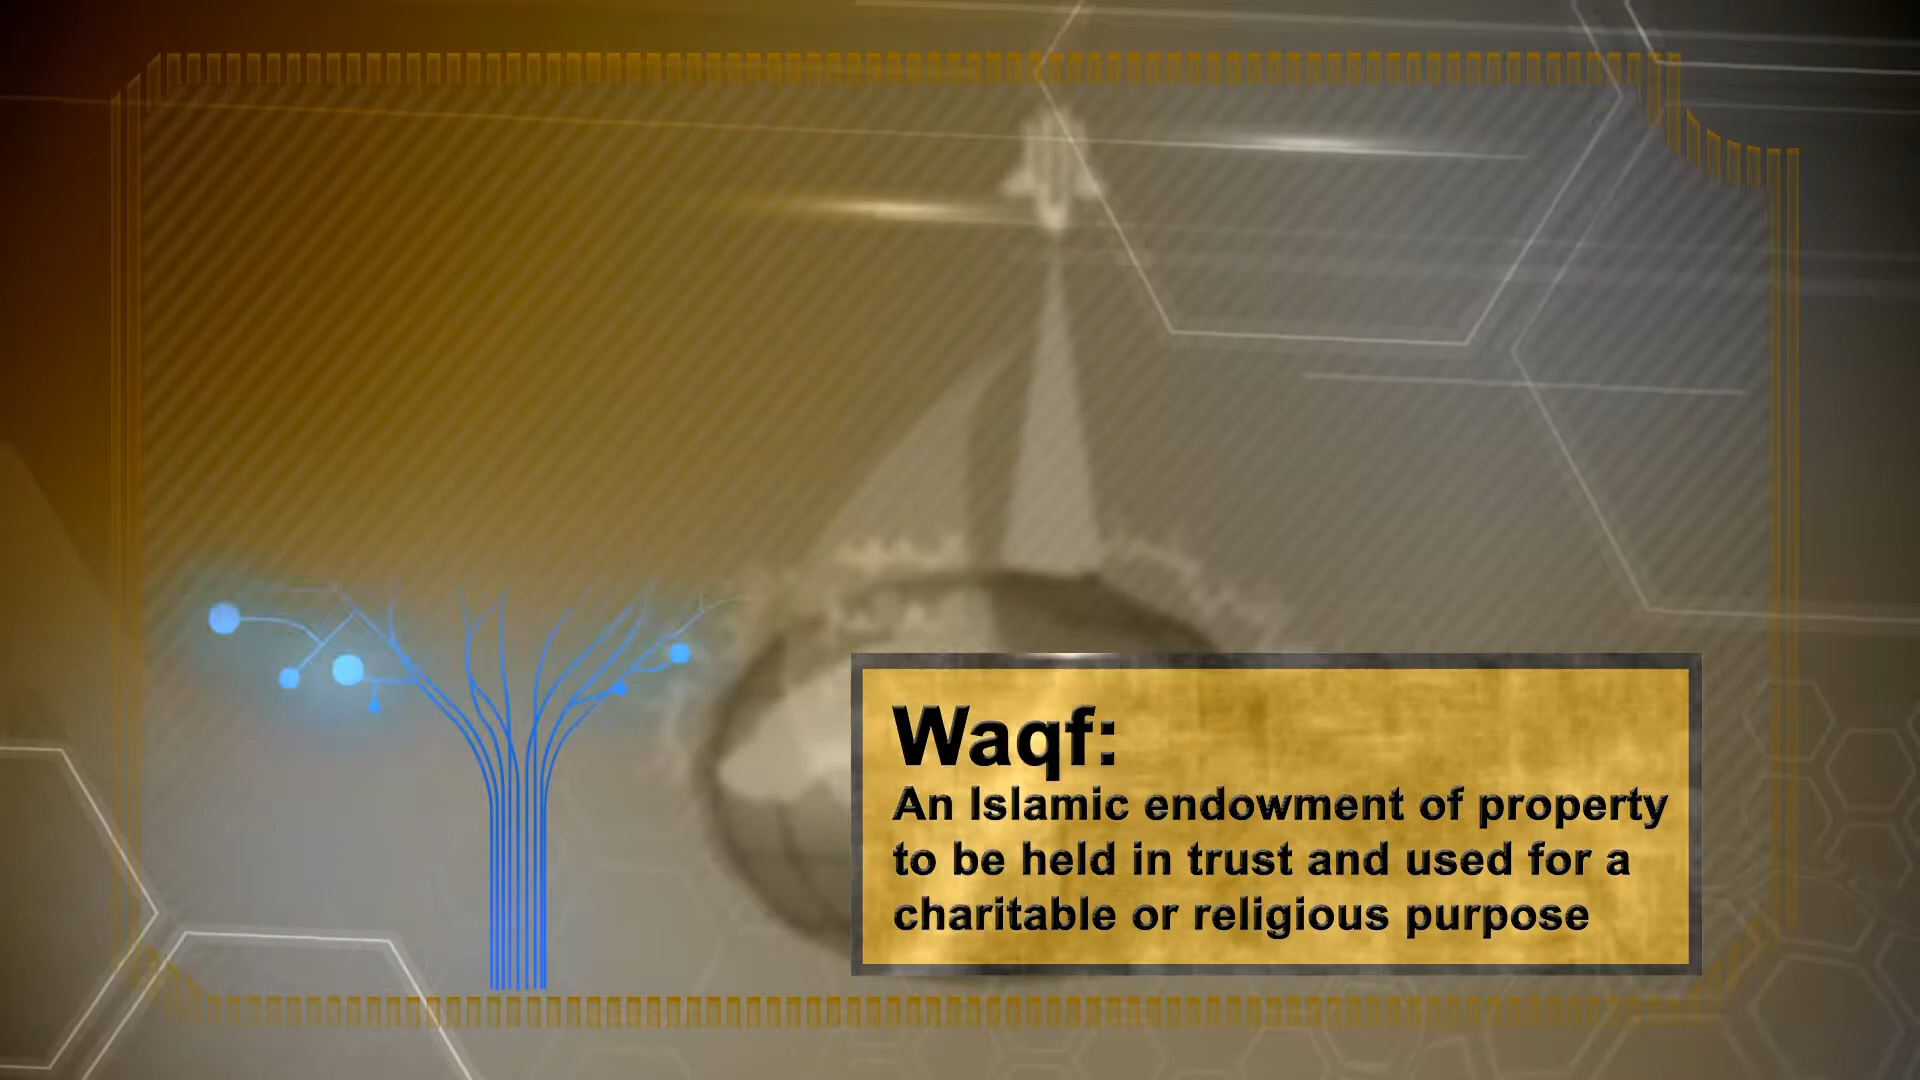 Waqf:
An Islamic endowment of property
to be held in trust and used for a
charitable or religious purpose